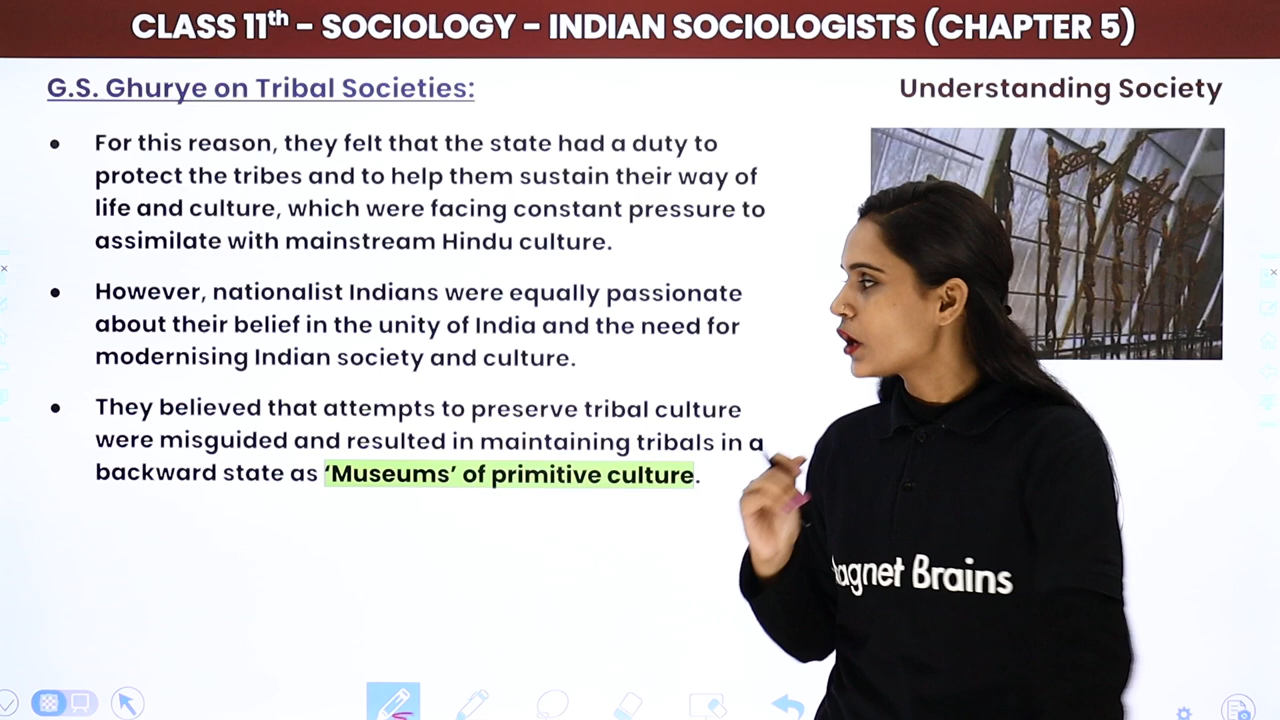 CLASS 11th – SOCIOLOGY – INDIAN SOCIOLOGISTS (CHAPTER 5)
G.S. Ghurye on Tribal Societies:
Understanding Society
● For this reason, they felt that the state had a duty to
protect the tribes and to help them sustain their way of
life and culture, which were facing constant pressure to
assimilate with mainstream Hindu culture.
● However, nationalist Indians were equally passionate
about their belief in the unity of India and the need for
modernising Indian society and culture.
● They believed that attempts to preserve tribal culture
were misguided and resulted in maintaining tribals in a
backward state as ‘Museums’ of primitive culture.
Brains